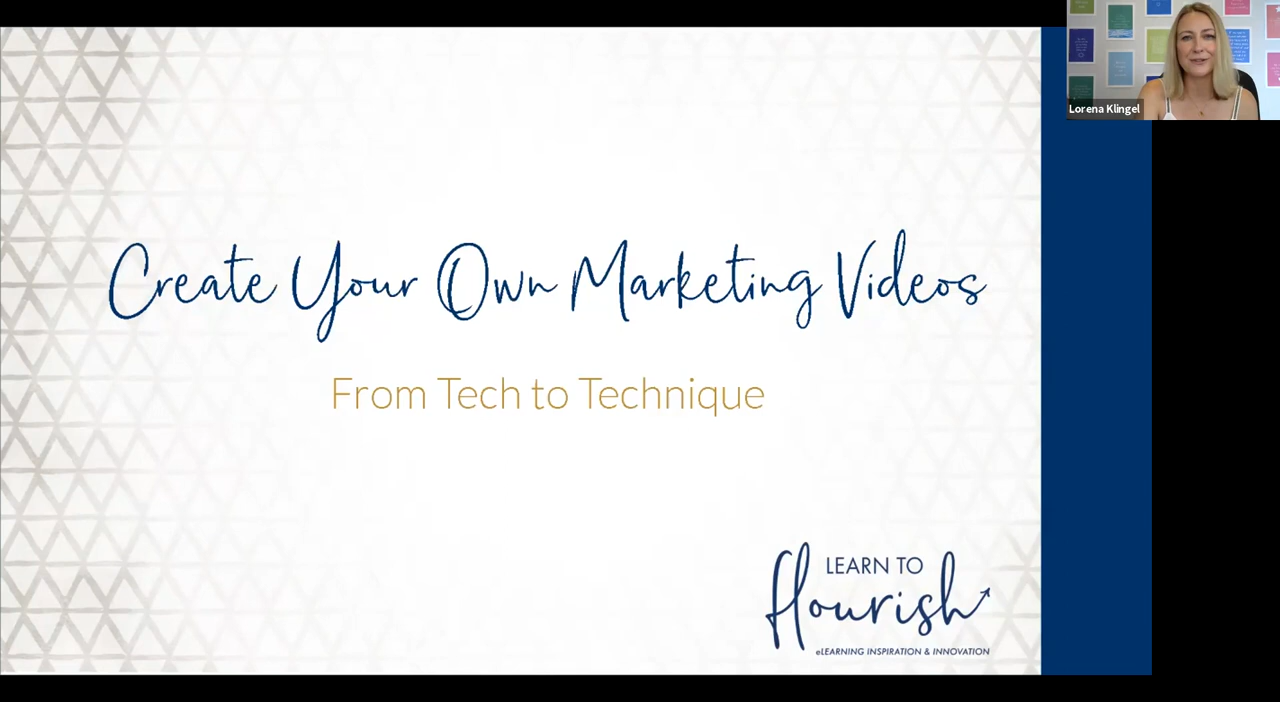 Lorena Klingel
Create Your Own Marketing Videos
From Tech to Technique
LEARN TO
flourish
eLEARNING INSPIRATION & INNOVATION